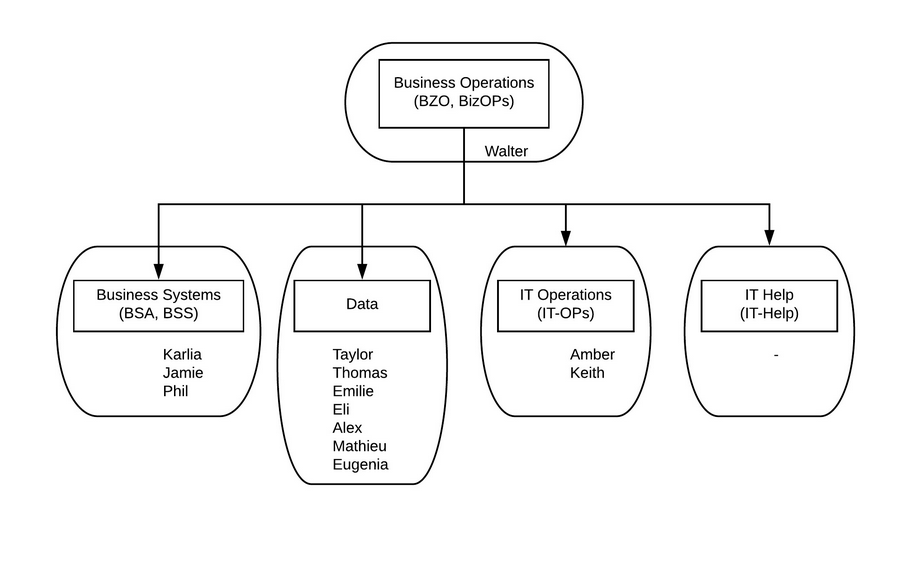 Business Operations
(BZO, BizOPs)
Walter
Business Systems
(BSA, BSS)
Karlia
Jamie
Phil
Data
Taylor
Thomas
Emilie
Eli
Alex
Mathieu
Eugenia
IT Operations
(IT-OPs)
Amber
Keith
IT Help
(IT-Help)
-